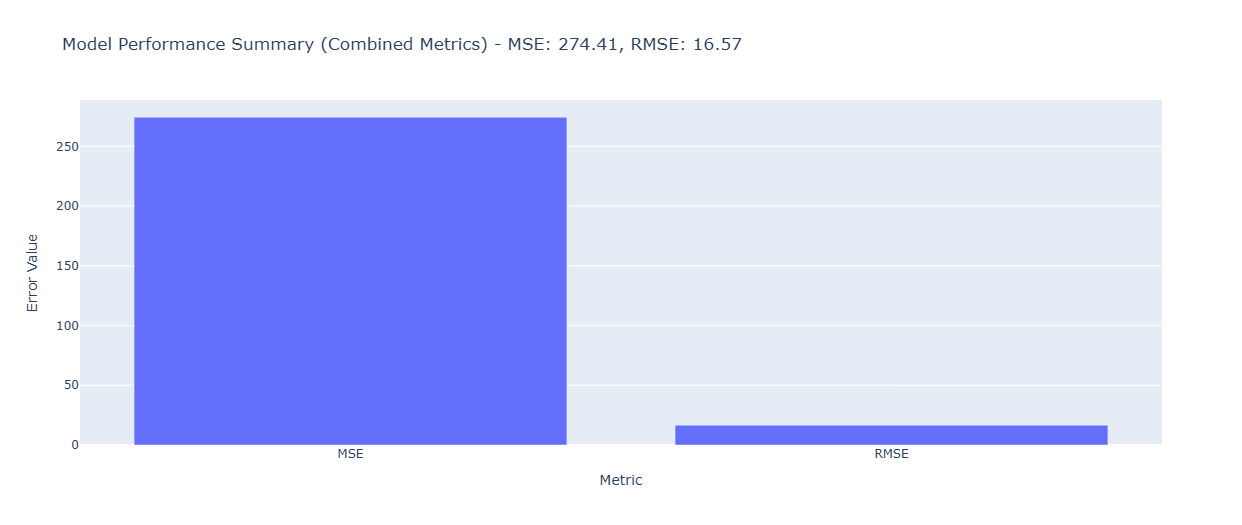 Model Performance Summary (Combined Metrics) - MSE: 274.41, RMSE: 16.57
Error Value
250
200
150
100
50
0
MSE
RMSE
Metric